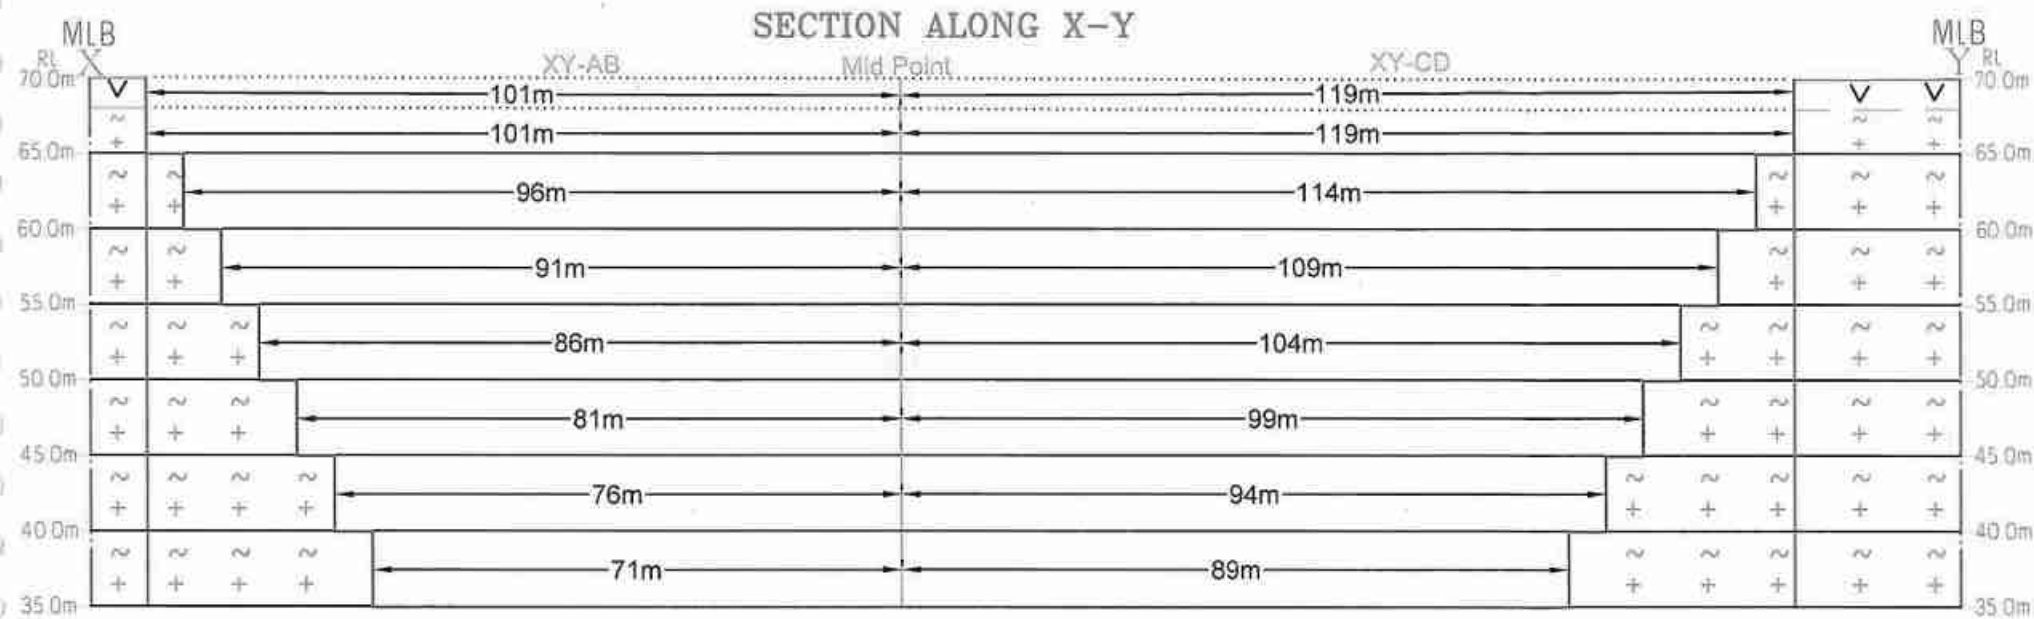 SECTION ALONG X-Y
MLB MLB
RL X XY-AB Mid Point XY-CD Y RL
70.0m 101m 119m 70.0m
101m 119m
65.0m 65.0m
96m 114m
60.0m 60.0m
91m 109m
55.0m 55.0m
86m 104m
50.0m 50.0m
81m 99m
45.0m 45.0m
76m 94m
40.0m 40.0m
71m 89m
35.0m 35.0m